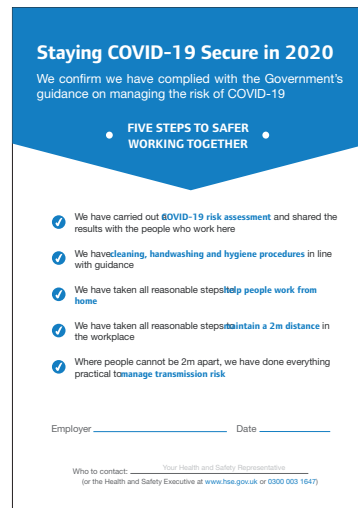 Staying COVID-19 Secure in 2020
We confirm we have complied with the Government's
guidance on managing the risk of COVID-19
FIVE STEPS TO SAFER
WORKING TOGETHER
We have carried out a COVID-19 risk assessment and shared the
results with the people who work here
We have cleaning, handwashing and hygiene procedures in line
with guidance
We have taken all reasonable steps to help people work from
home
We have taken all reasonable steps to maintain a 2m distance in
the workplace
Where people cannot be 2m apart, we have done everything
practical to manage transmission risk
Employer Date
Who to contact: Your Health and Safety Representative
(or the Health and Safety Executive at www.hse.gov.uk or 0300 003 1647)